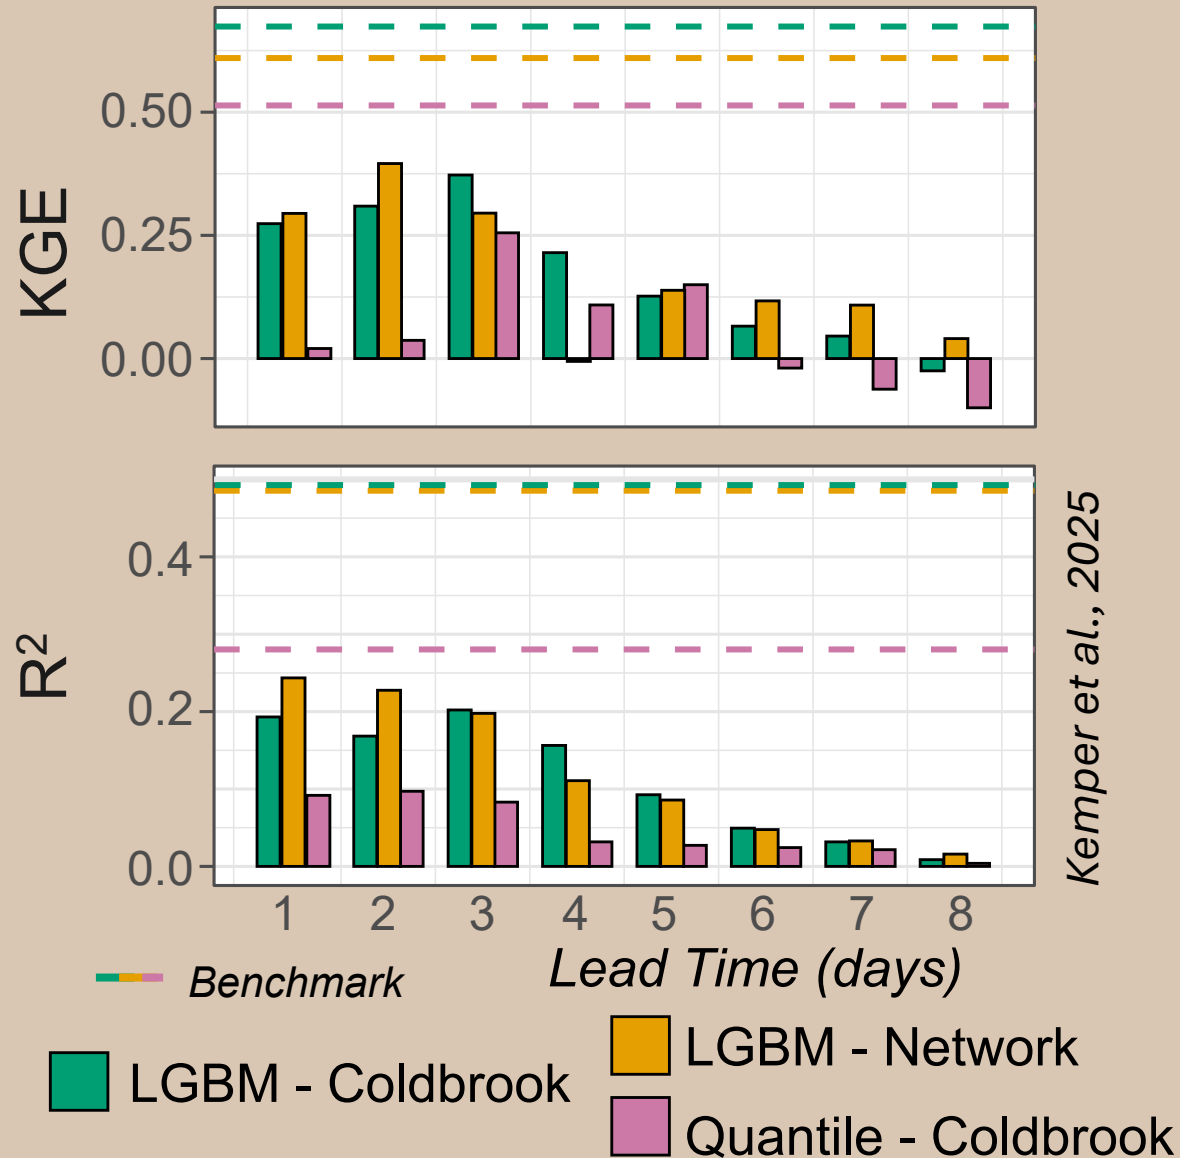 KGE
0.50
0.25
0.00
R²
0.4
0.2
0.0
1 2 3 4 5 6 7 8
Lead Time (days)
Kemper et al., 2025
Benchmark
LGBM - Coldbrook
LGBM - Network
Quantile - Coldbrook